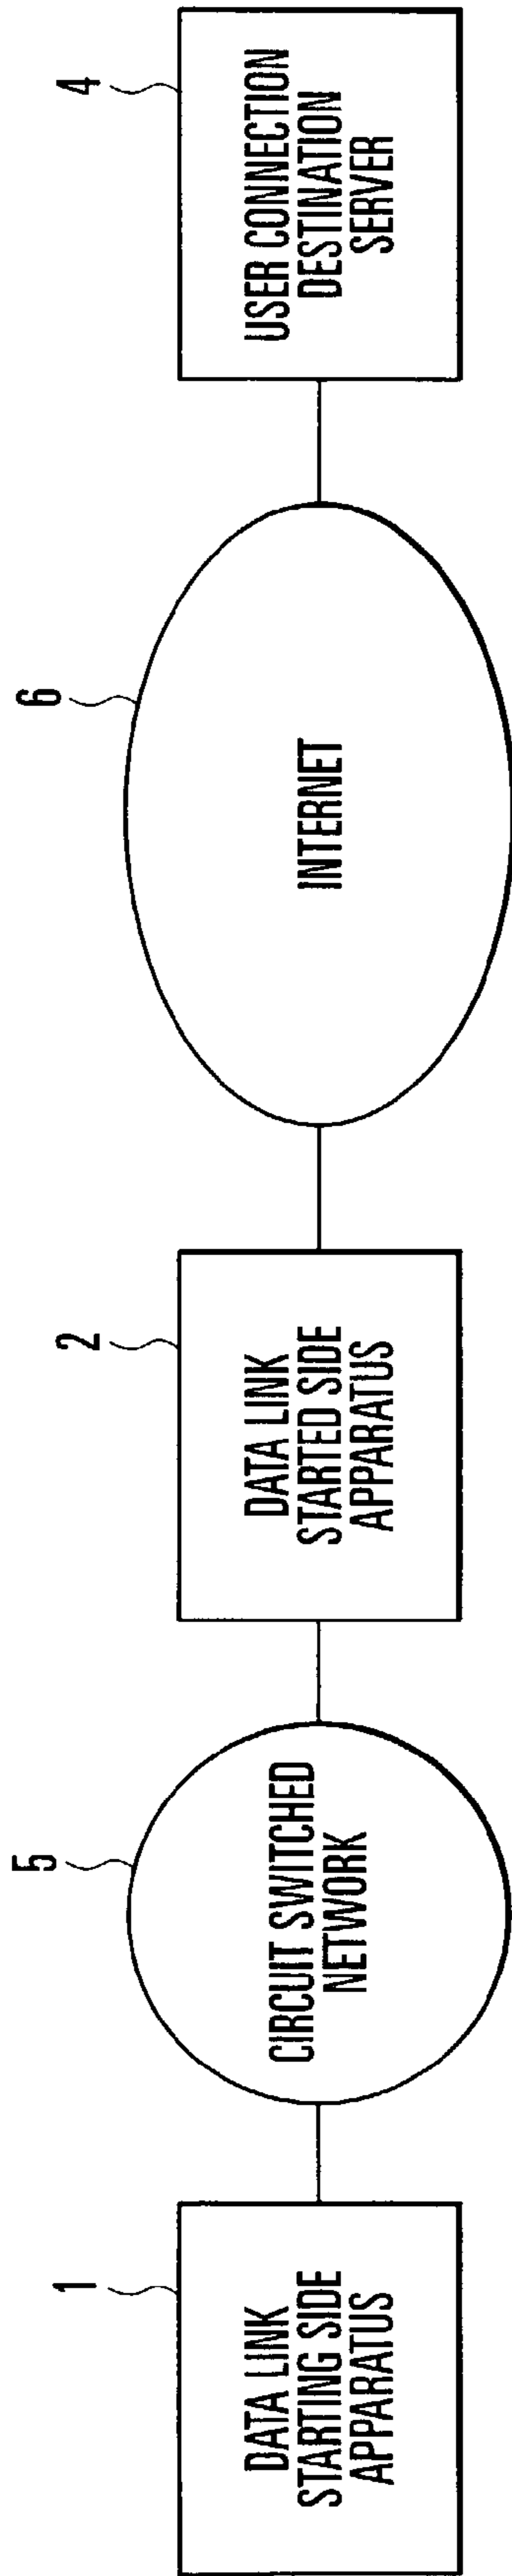 1
DATA LINK
STARTING SIDE
APPARATUS
5
CIRCUIT SWITCHED
NETWORK
2
DATA LINK
STARTED SIDE
APPARATUS
6
INTERNET
4
USER CONNECTION
DESTINATION
SERVER